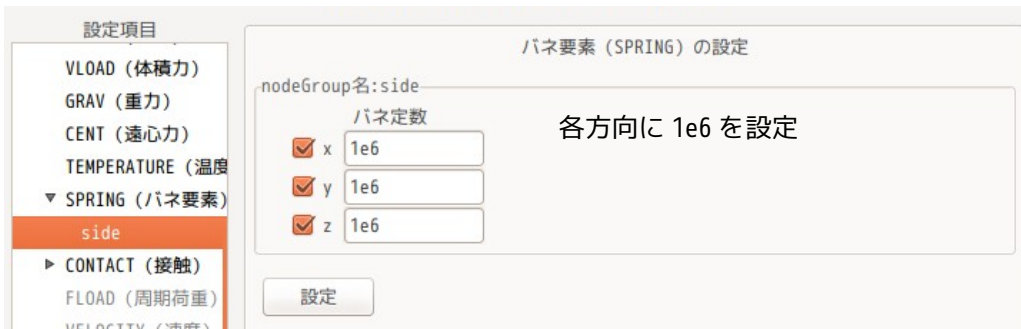 設定項目
VLOAD (体積力)
GRAV (重力)
CENT (遠心力)
TEMPERATURE (温度
▼ SPRING (バネ要素)
side
▶ CONTACT (接触)
FLOAD (周期荷重)
VELOCITY (速度)
バネ要素 (SPRING) の設定
nodeGroup名:side
バネ定数
x 1e6
y 1e6
z 1e6
各方向に 1e6 を設定
設定